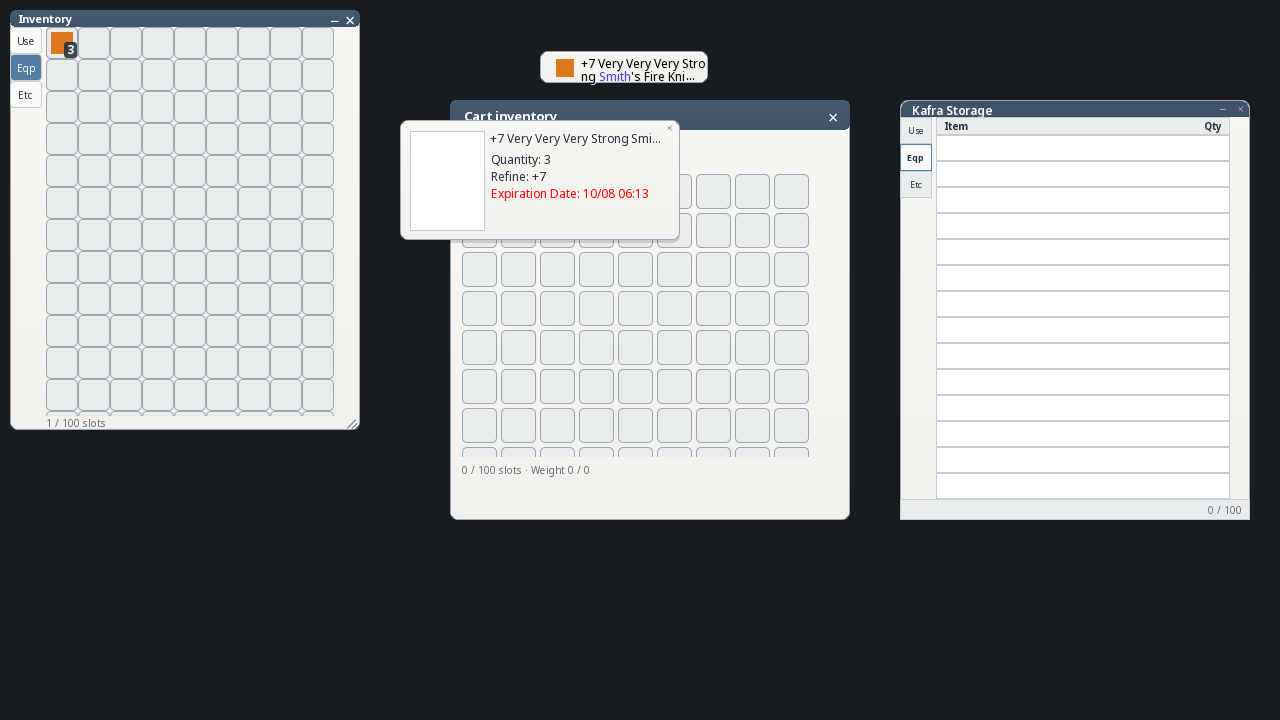 Inventory
Use
Eqp
Etc
3
1 / 100 slots
+7 Very Very Very Stro
ng Smith's Fire Kni...
Cart inventory
+7 Very Very Very Strong Smi...
Quantity: 3
Refine: +7
Expiration Date: 10/08 06:13
0 / 100 slots · Weight 0 / 0
Kafra Storage
Use
Eqp
Etc
Item Qty
0 / 100